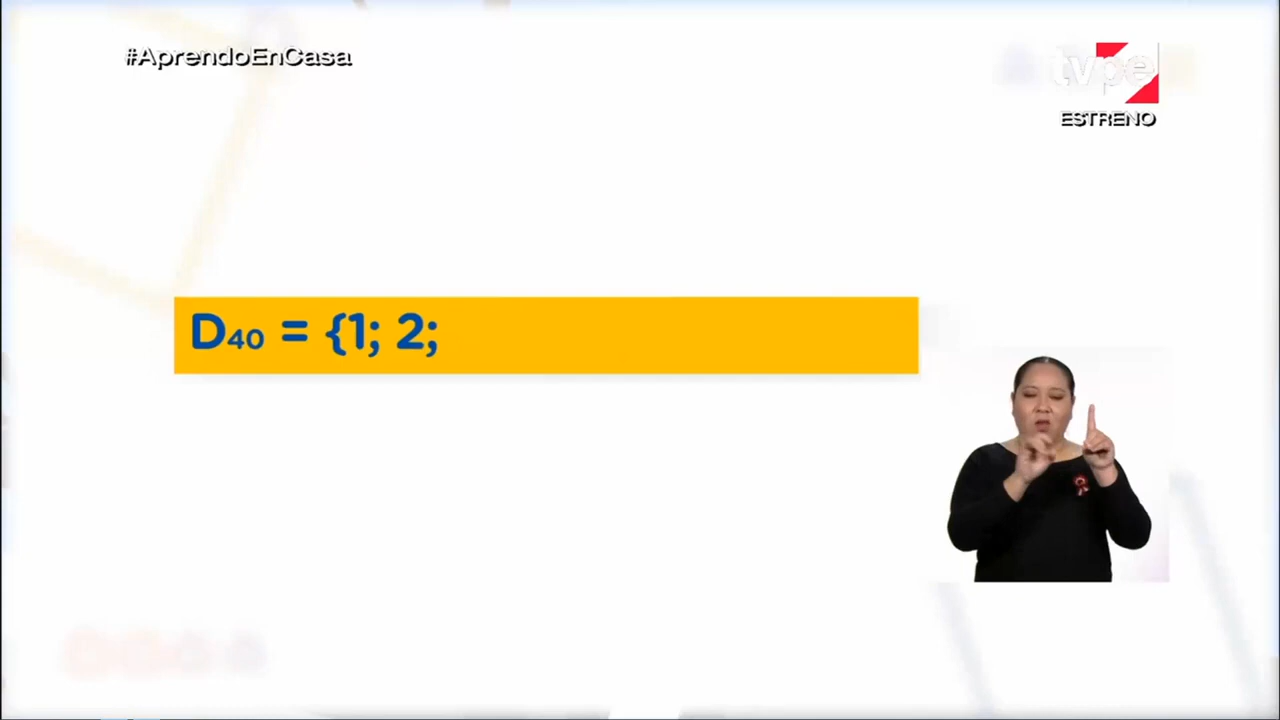 #AprendoEnCasa
tvpe
ESTRENO
D₄₀ = {1; 2;